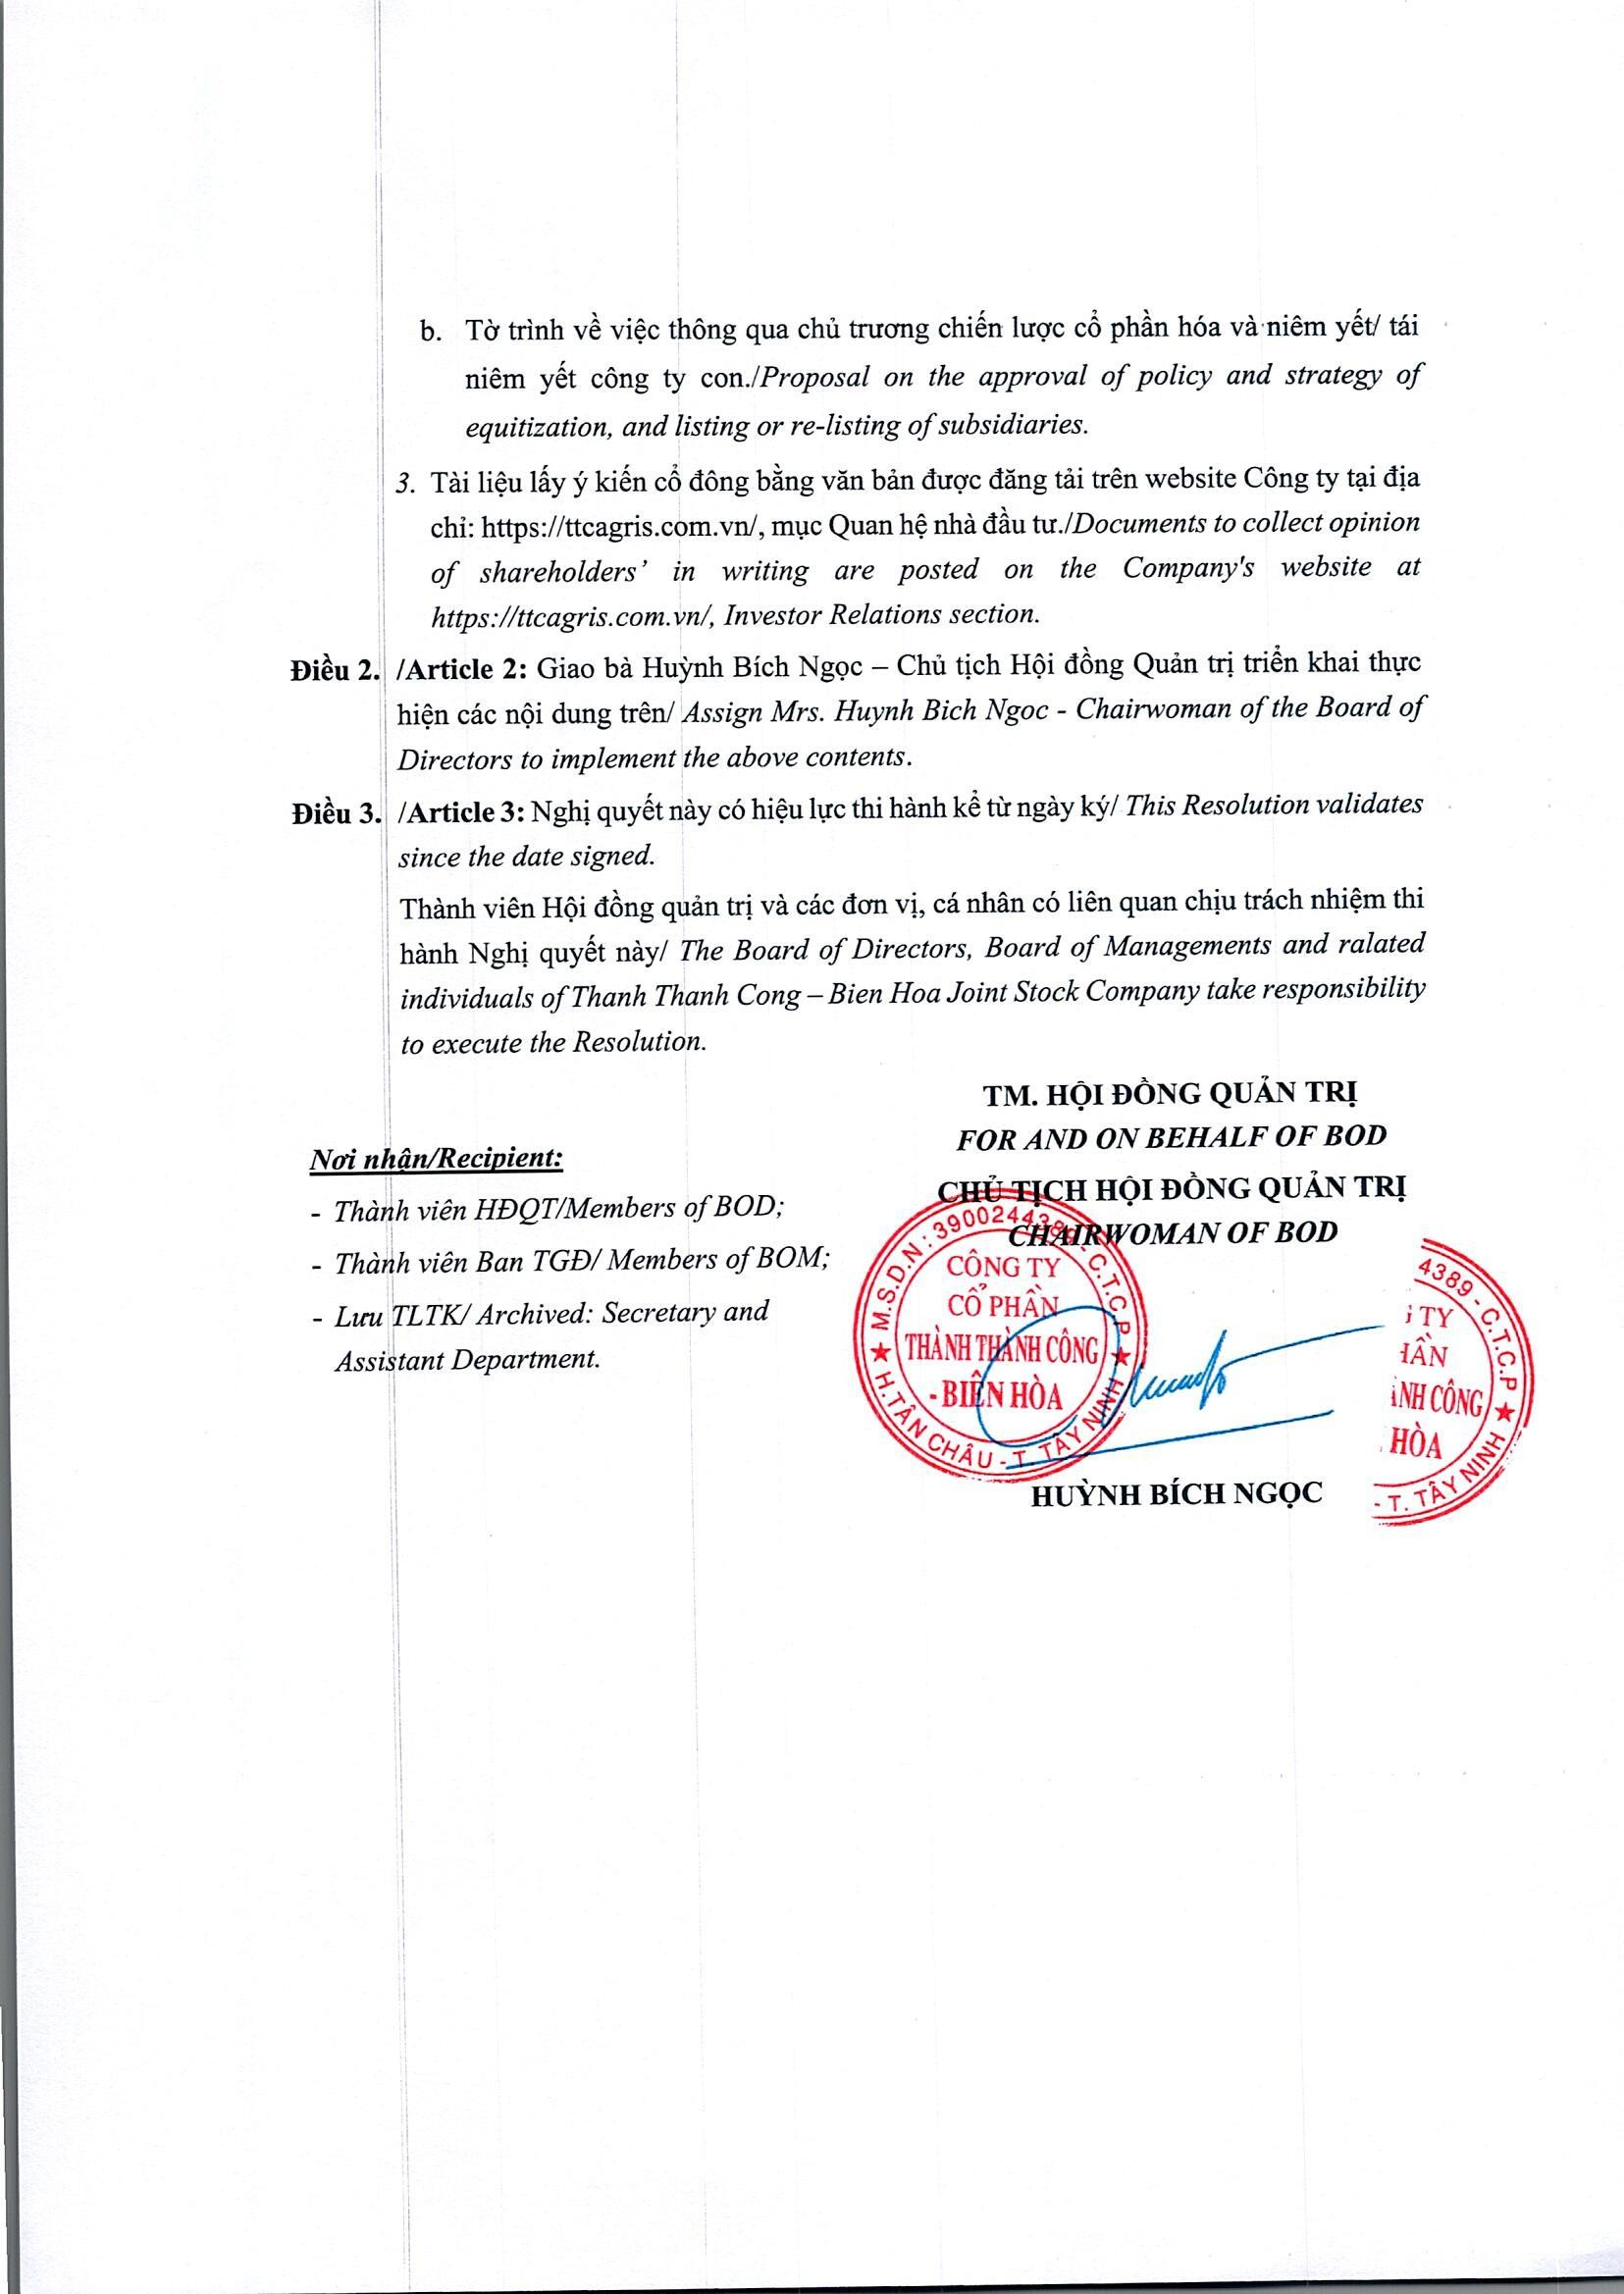 b. Tờ trình về việc thông qua chủ trương chiến lược cổ phần hóa và niêm yết/ tái
niêm yết công ty con./Proposal on the approval of policy and strategy of
equitization, and listing or re-listing of subsidiaries.
3. Tài liệu lấy ý kiến cổ đông bằng văn bản được đăng tải trên website Công ty tại địa
chỉ: https://ttcagris.com.vn/, mục Quan hệ nhà đầu tư./Documents to collect opinion
of shareholders’ in writing are posted on the Company's website at
https://ttcagris.com.vn/, Investor Relations section.
Điều 2. /Article 2: Giao bà Huỳnh Bích Ngọc – Chủ tịch Hội đồng Quản trị triển khai thực
hiện các nội dung trên/ Assign Mrs. Huynh Bich Ngoc - Chairwoman of the Board of
Directors to implement the above contents.
Điều 3. /Article 3: Nghị quyết này có hiệu lực thi hành kể từ ngày ký/ This Resolution validates
since the date signed.
Thành viên Hội đồng quản trị và các đơn vị, cá nhân có liên quan chịu trách nhiệm thi
hành Nghị quyết này/ The Board of Directors, Board of Managements and ralated
individuals of Thanh Thanh Cong – Bien Hoa Joint Stock Company take responsibility
to execute the Resolution.
TM. HỘI ĐỒNG QUẢN TRỊ
FOR AND ON BEHALF OF BOD
CHỦ TỊCH HỘI ĐỒNG QUẢN TRỊ
CHAIRWOMAN OF BOD
Nơi nhận/Recipient:
- Thành viên HĐQT/Members of BOD;
- Thành viên Ban TGĐ/ Members of BOM;
- Lưu TLTK/ Archived: Secretary and
Assistant Department.
M.S.D.N: 3900244389 - C.T.C.P
CÔNG TY
CỔ PHẦN
THÀNH THÀNH CÔNG
- BIÊN HÒA
H. TÂN CHÂU - T. TÂY NINH
4389 - C.T.C.P
TY
HẦN
ÀNH CÔNG
HÒA
- T. TÂY NINH
HUỲNH BÍCH NGỌC